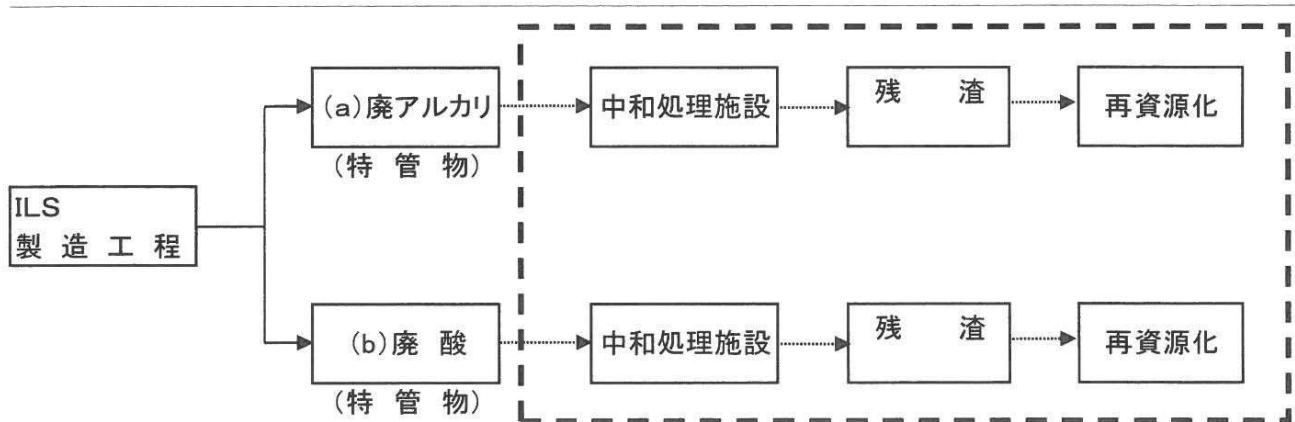 ILS
製造工程
(a)廃アルカリ
(特管物)
中和処理施設
残渣
再資源化
(b)廃酸
(特管物)
中和処理施設
残渣
再資源化